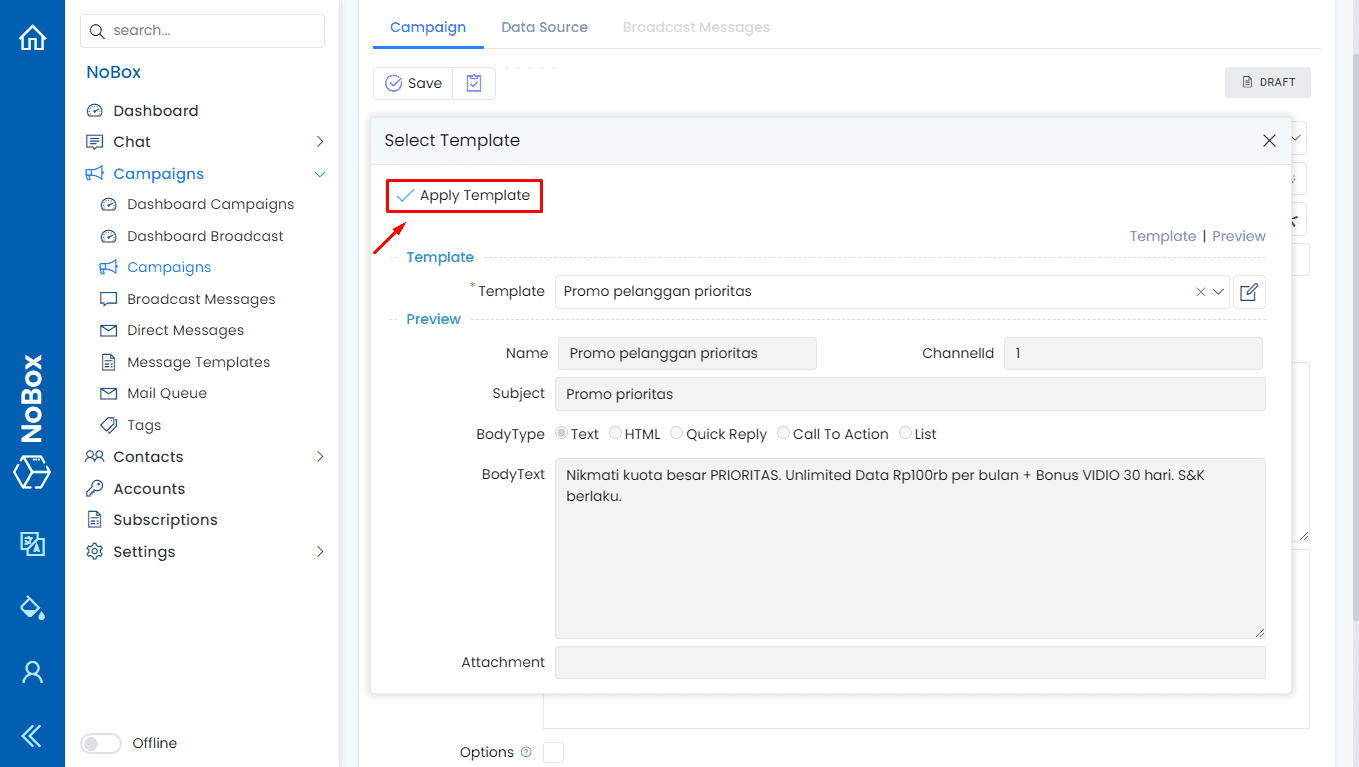 search...
NoBox
Dashboard
Chat
Campaigns
Dashboard Campaigns
Dashboard Broadcast
Campaigns
Broadcast Messages
Direct Messages
Message Templates
Mail Queue
Tags
Contacts
Accounts
Subscriptions
Settings
Offline
NoBox
Campaign Data Source Broadcast Messages
Save
DRAFT
Select Template
Apply Template
Template | Preview
Template
*Template Promo pelanggan prioritas
Preview
Name Promo pelanggan prioritas ChannelId 1
Subject Promo prioritas
BodyType Text HTML Quick Reply Call To Action List
BodyText Nikmati kuota besar PRIORITAS. Unlimited Data Rp100rb per bulan + Bonus VIDIO 30 hari. S&K
berlaku.
Attachment
Options